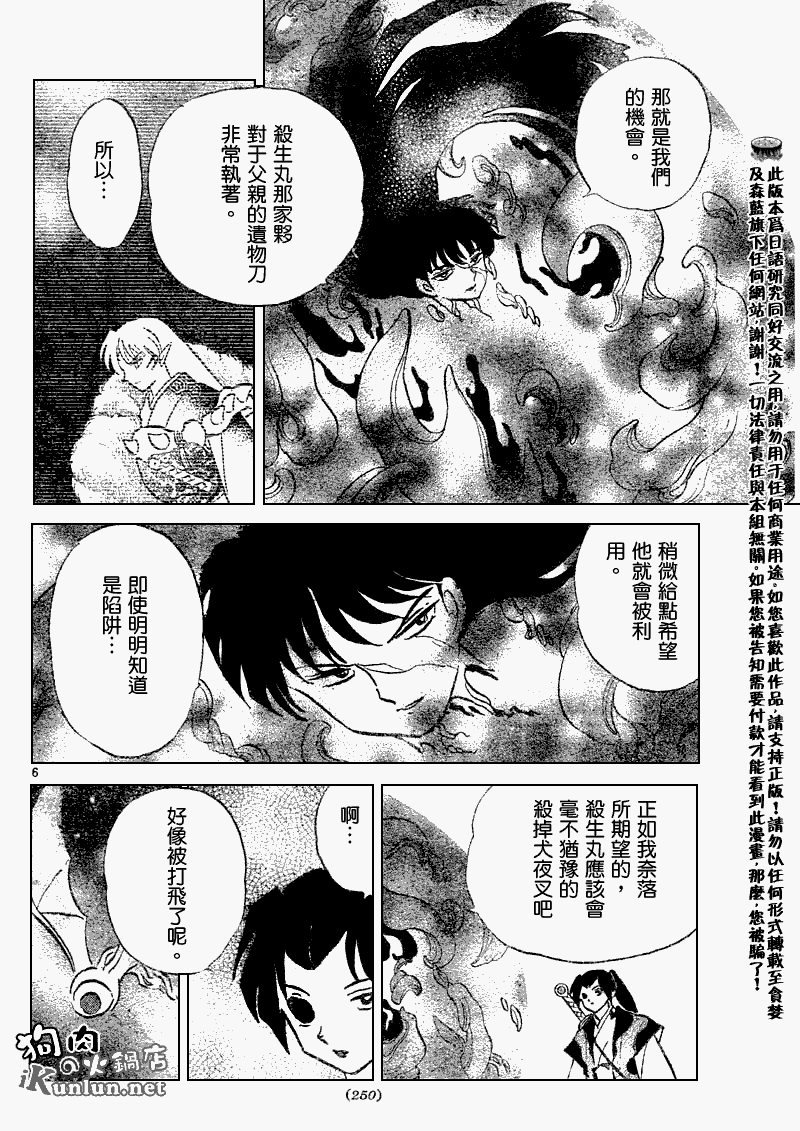 那就是我們
的機會。
殺生丸那家夥
對于父親的遺物刀
非常執著。
所以…
稍微給點希望
他就會被利
用。
即使明明知道
是陷阱…
正如我奈落
所期望的，
殺生丸應該會
毫不猶豫的
殺掉犬夜叉吧
啊…
好像被打飛了呢。
6
(250)
此版本爲日語研究同好交流之用，請勿用于任何商業用途。如您喜歡此作品，請支持正版！請勿以任何形式轉載至貪婪
及森藍旗下任何網站，謝謝！一切法律責任與本組無關。如果您被告知需要付款才能看到此漫畫，那麼，您被騙了！
狗肉の火鍋店
iKunlun.net